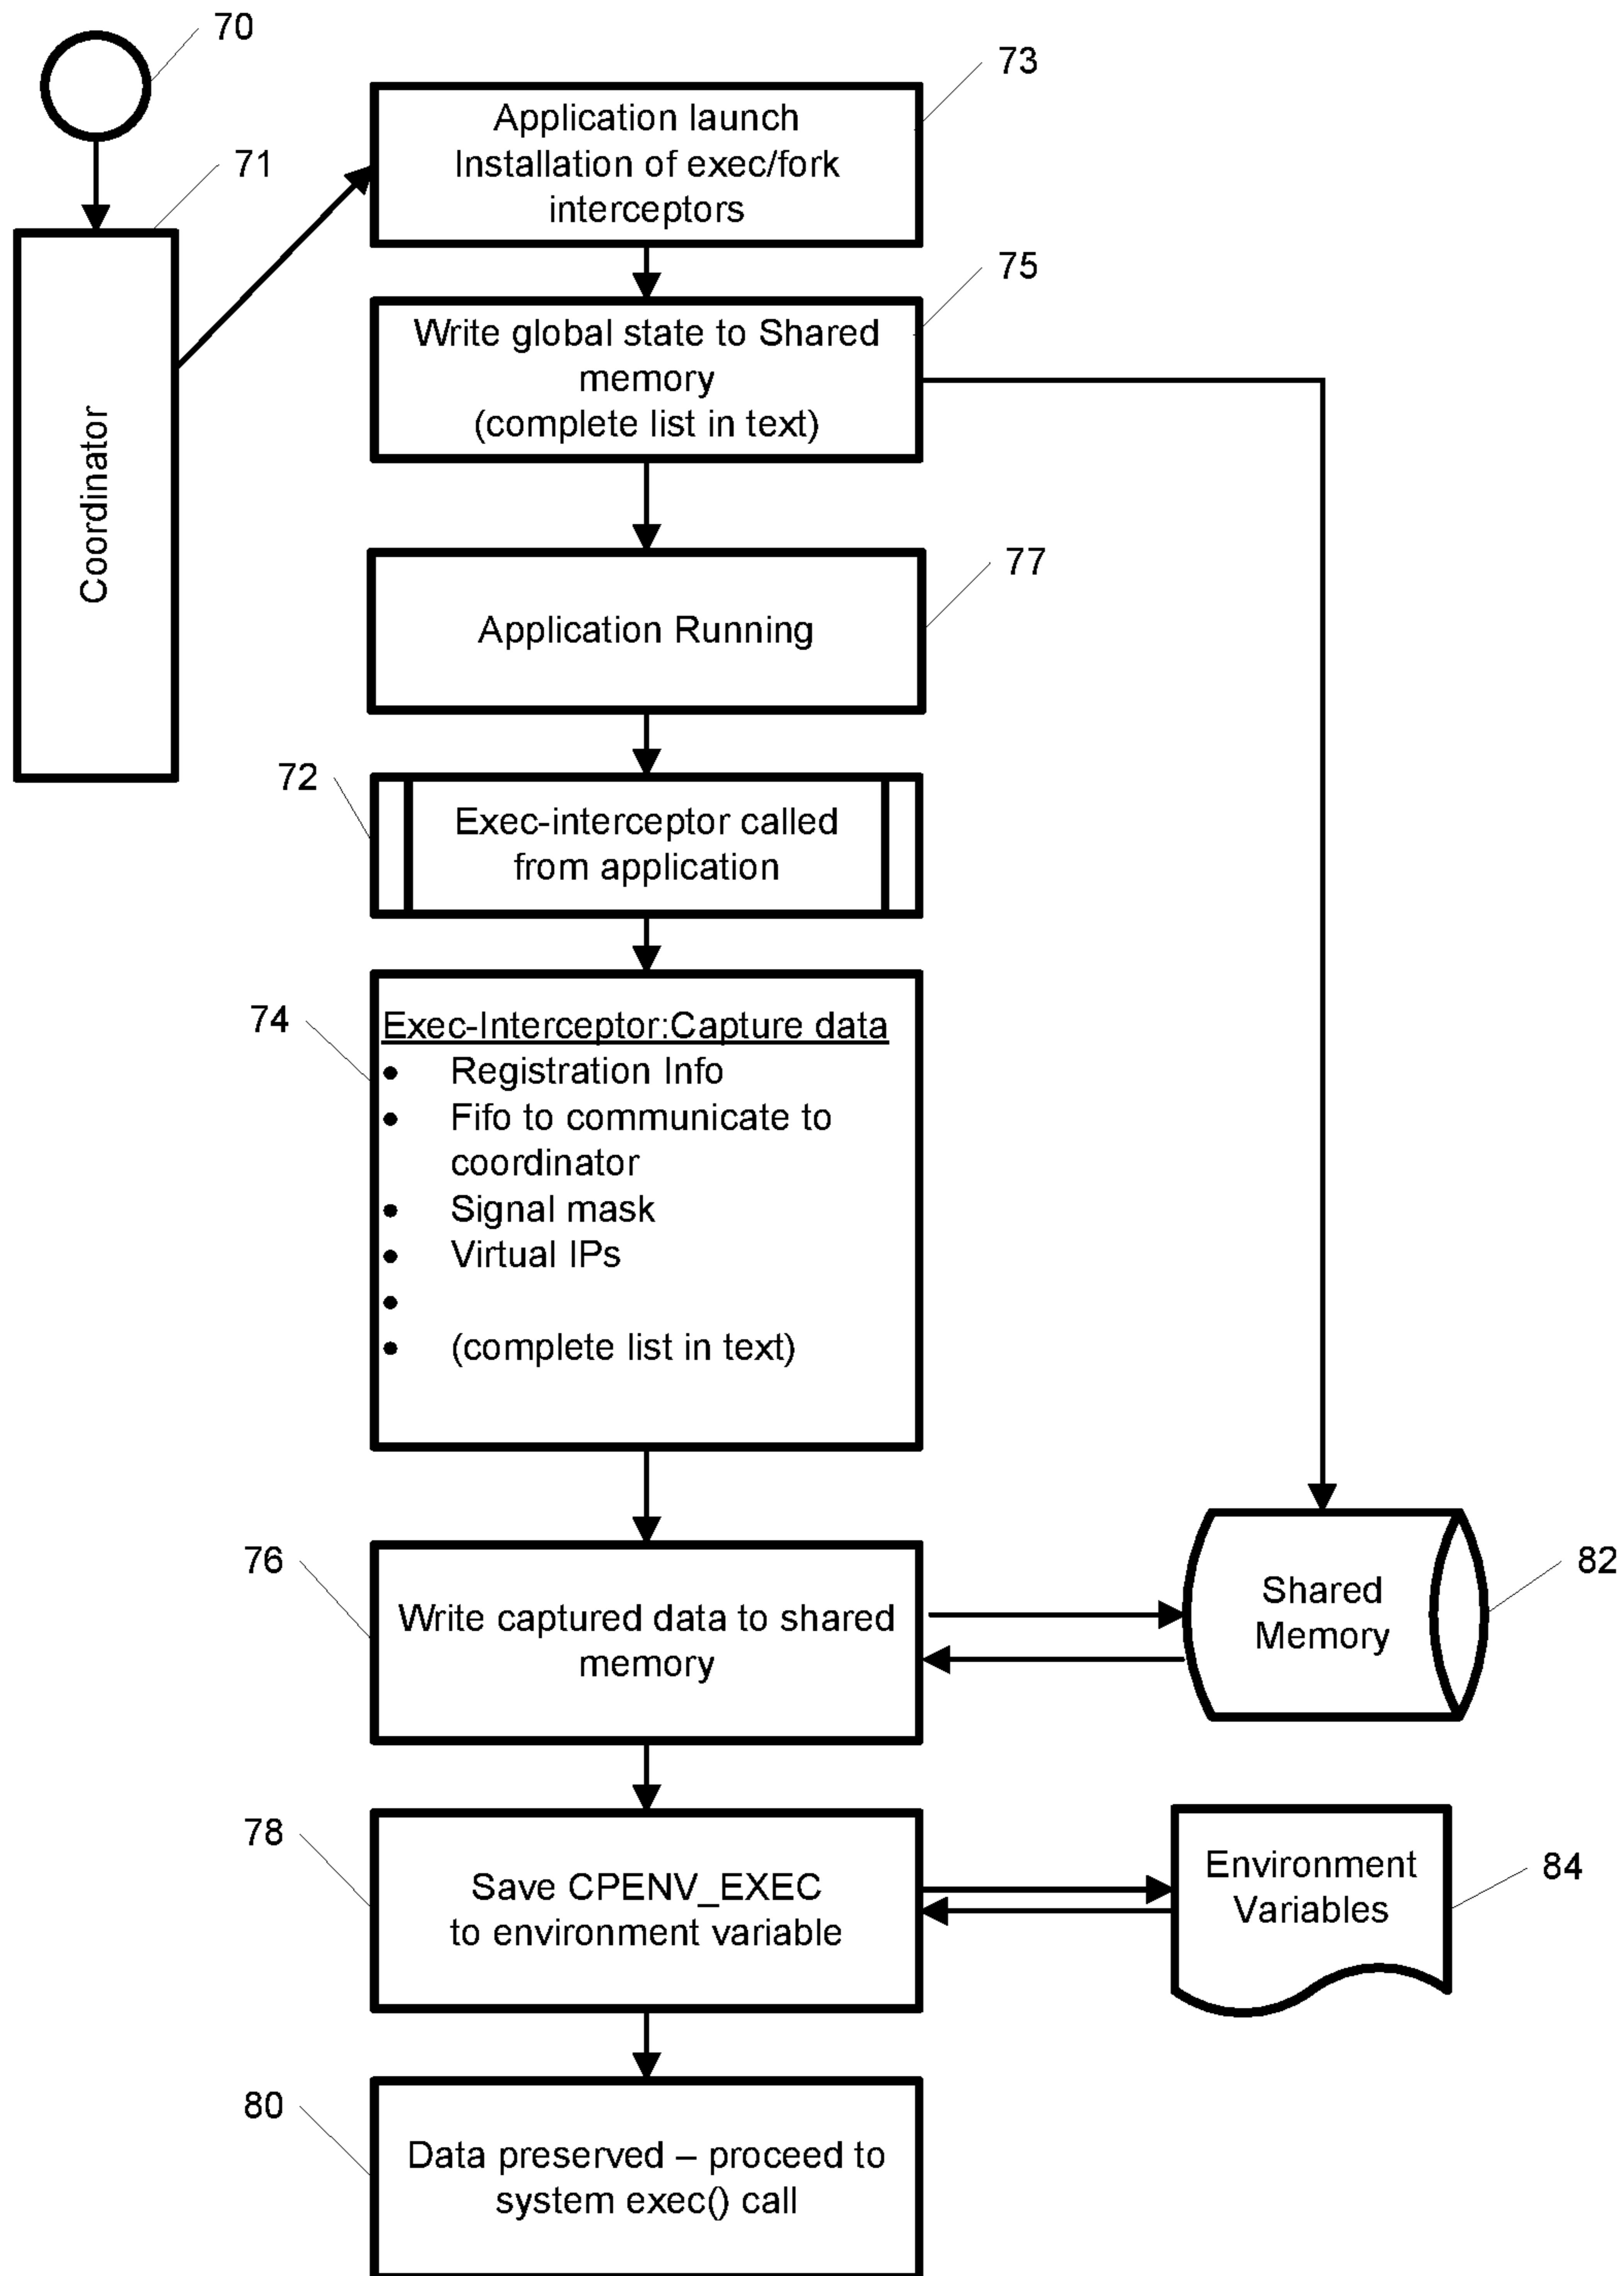 70
73
Application launch
Installation of exec/fork
interceptors
71
Coordinator
75
Write global state to Shared
memory
(complete list in text)
77
Application Running
72
Exec-interceptor called
from application
74
Exec-Interceptor:Capture data
• Registration Info
• Fifo to communicate to
coordinator
• Signal mask
• Virtual IPs
•
• (complete list in text)
76
Write captured data to shared
memory
Shared
Memory
82
78
Save CPENV_EXEC
to environment variable
Environment
Variables
84
80
Data preserved – proceed to
system exec() call